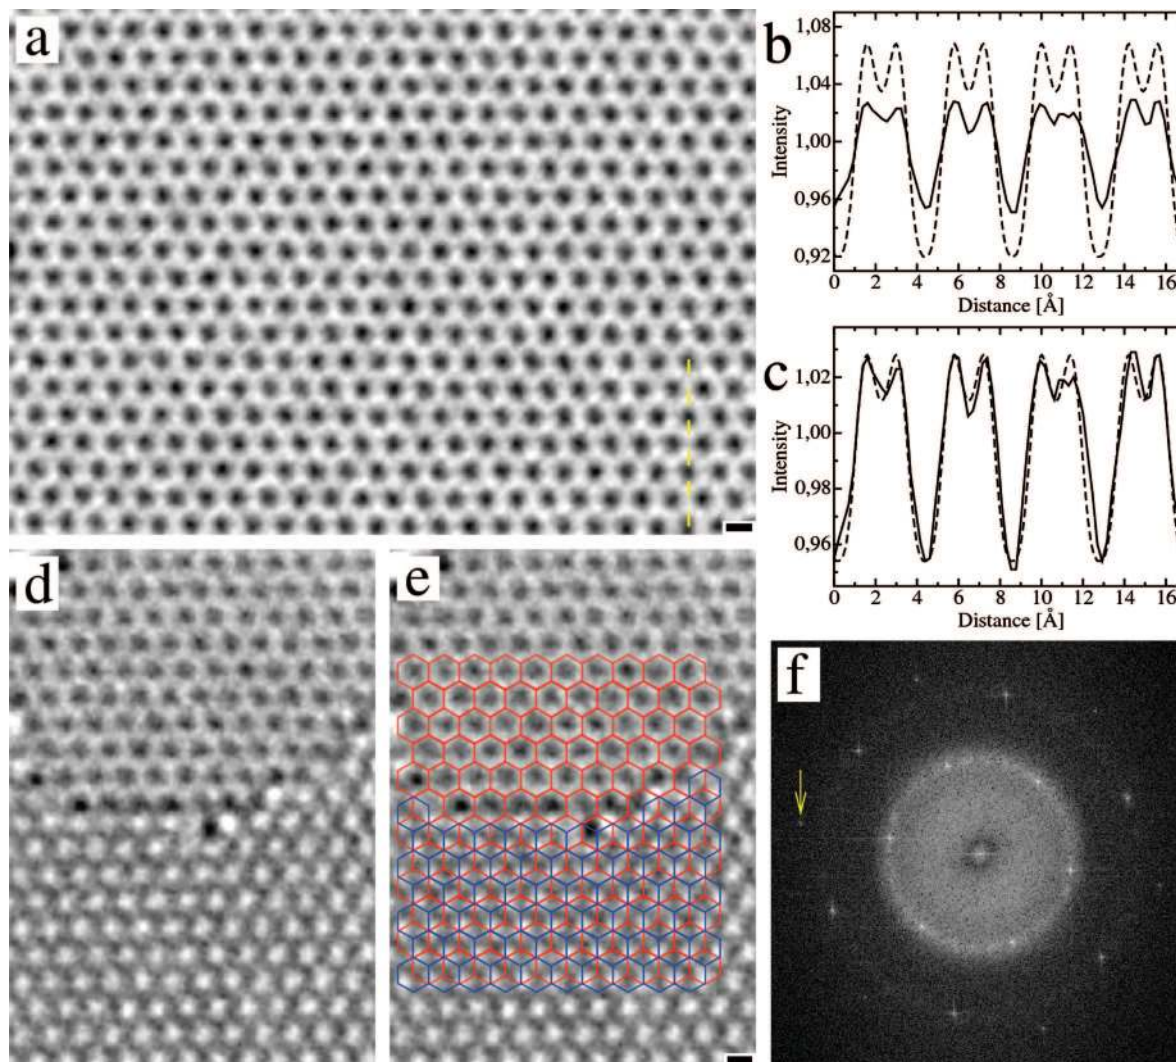 a
b
1,08
1,04
1,00
0,96
0,92
Intensity
0 2 4 6 8 10 12 14 16
Distance [Å]
c
1,02
1,00
0,98
0,96
Intensity
0 2 4 6 8 10 12 14 16
Distance [Å]
d
e
f